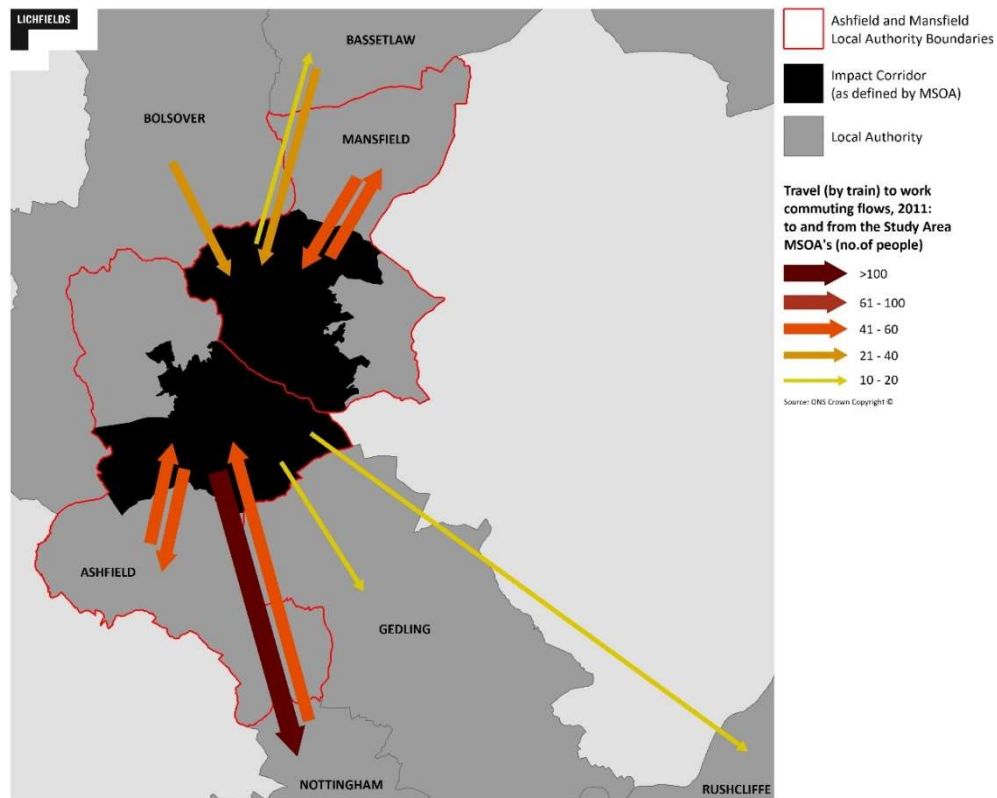 LICHFIELDS
BASSETLAW
BOLSOVER
MANSFIELD
ASHFIELD
GEDLING
NOTTINGHAM
RUSHCLIFFE
Ashfield and Mansfield
Local Authority Boundaries
Impact Corridor
(as defined by MSOA)
Local Authority
Travel (by train) to work
commuting flows, 2011:
to and from the Study Area
MSOA's (no.of people)
>100
61 - 100
41 - 60
21 - 40
10 - 20
Source: ONS Crown Copyright ©